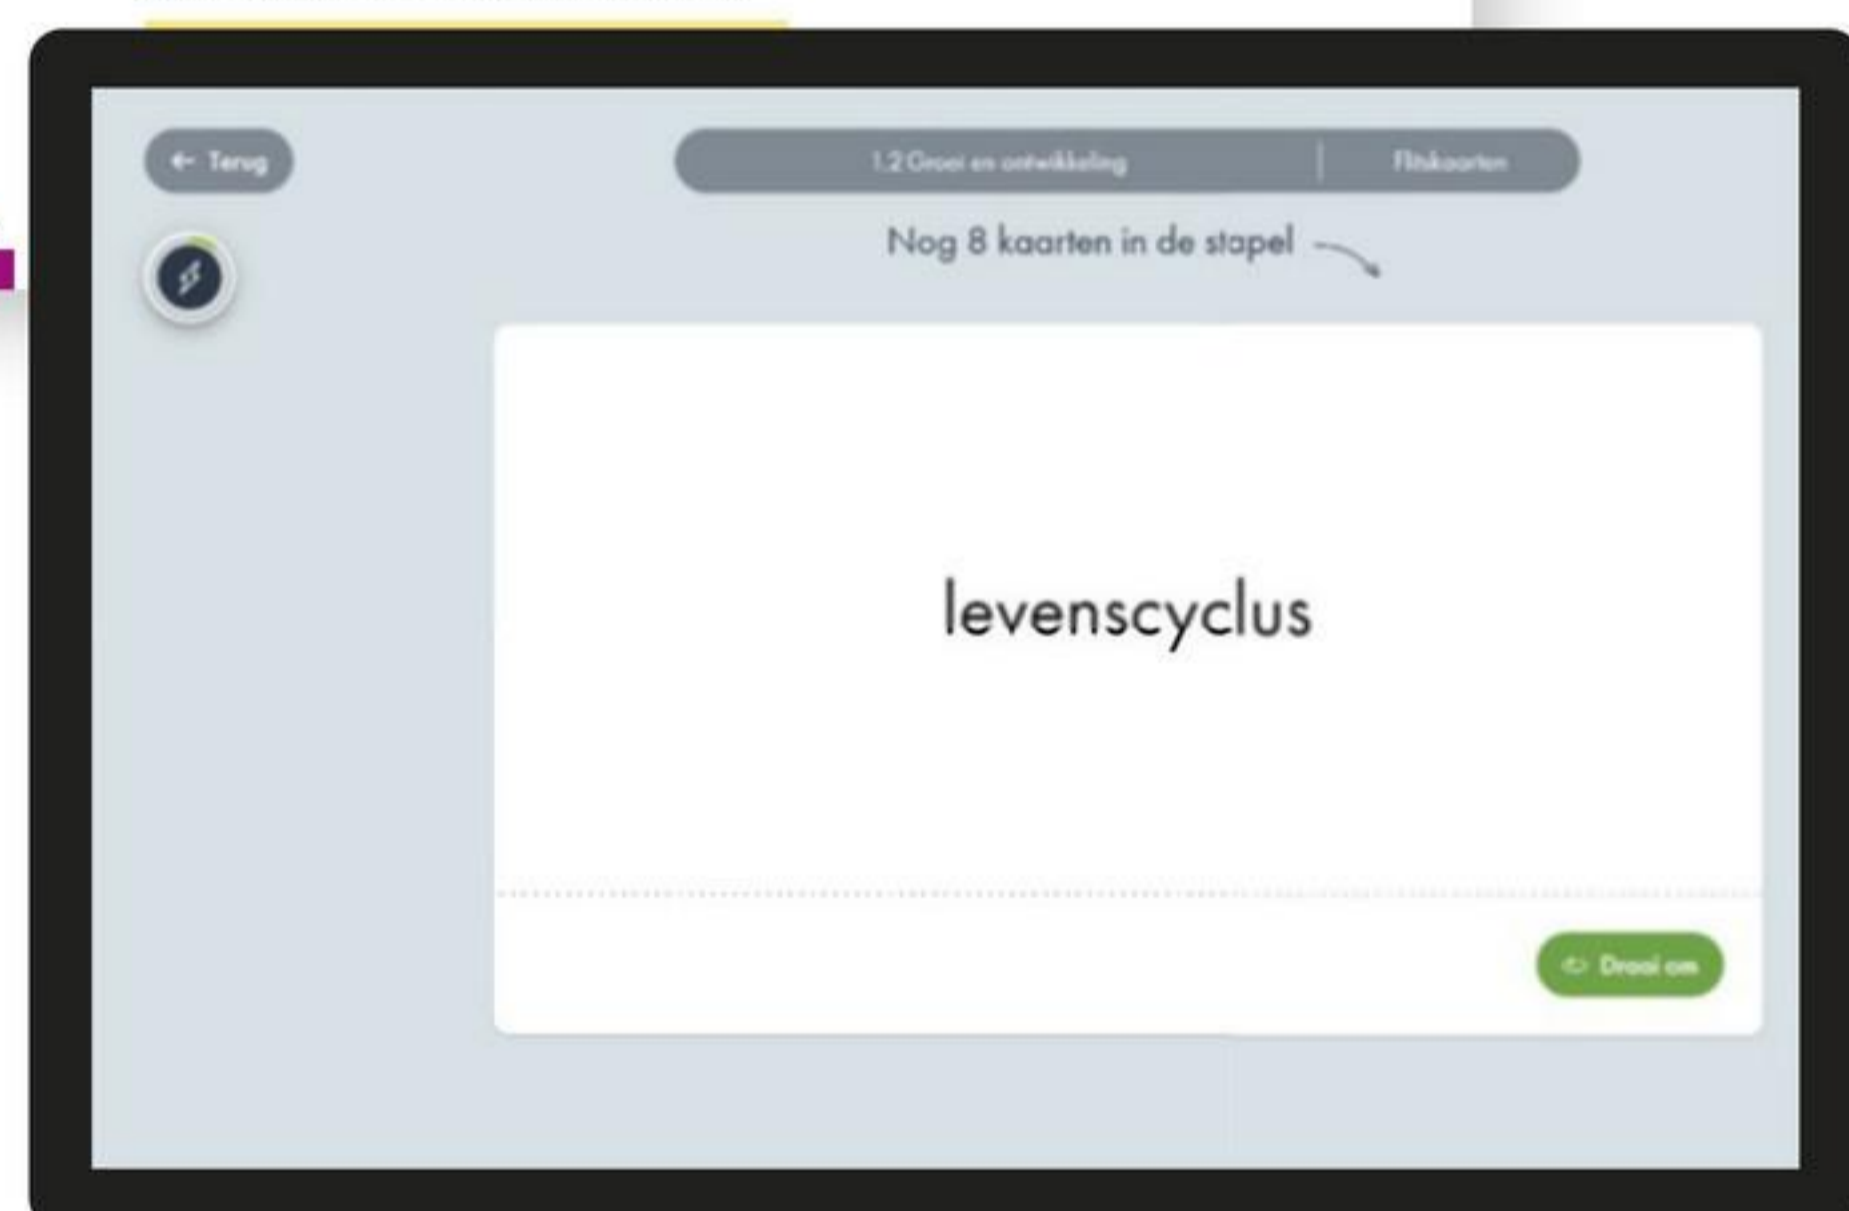 ← Terug
1.2 Groei en ontwikkeling | Flitskaarten
Nog 8 kaarten in de stapel
levenscyclus
Draai om